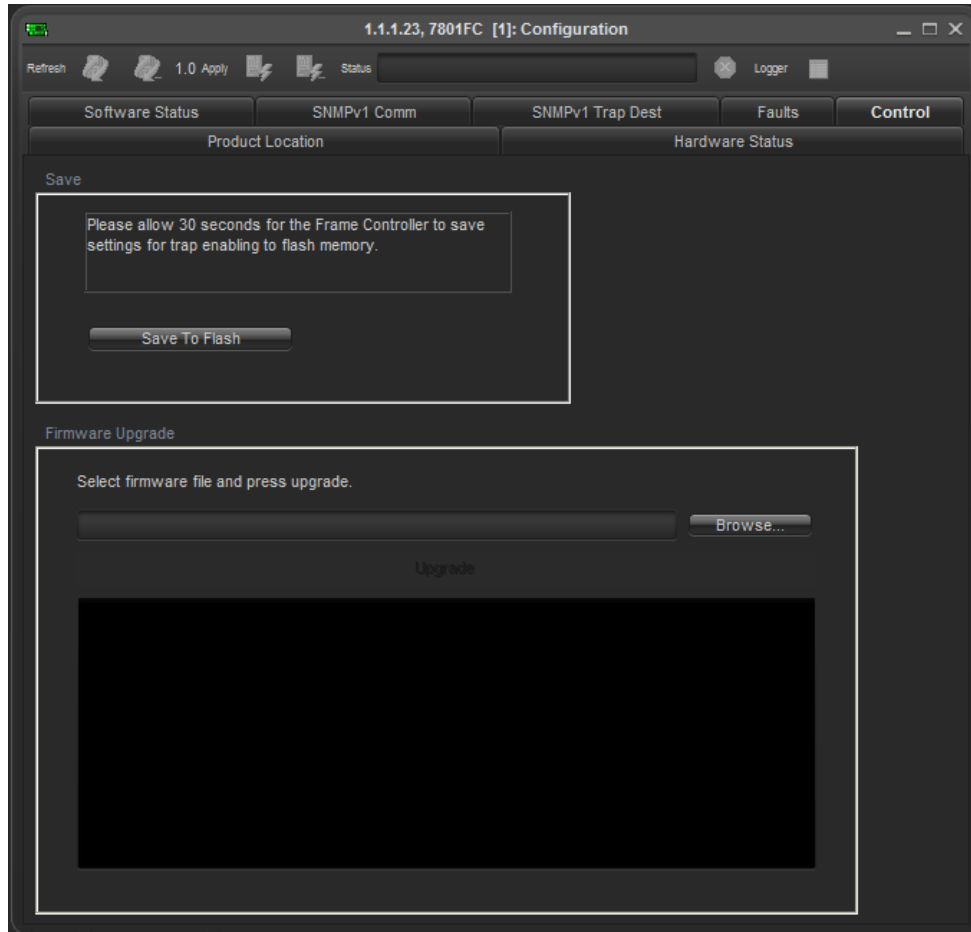 1.1.1.23, 7801FC [1]: Configuration
Refresh 1.0 Apply Status Logger
Software Status SNMPv1 Comm SNMPv1 Trap Dest Faults Control
Product Location Hardware Status
Save
Please allow 30 seconds for the Frame Controller to save
settings for trap enabling to flash memory.
Save To Flash
Firmware Upgrade
Select firmware file and press upgrade.
Browse...
Upgrade